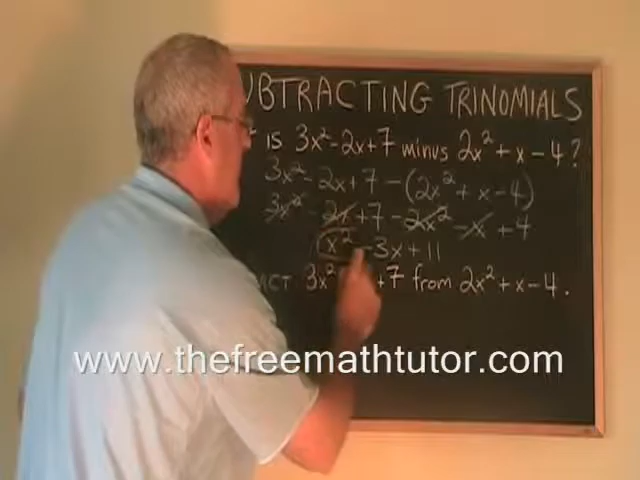 UBTRACTING TRINOMIALS
IS 3x²-2x+7 minus 2x²+x-4?
3x²-2x+7-(2x²+x-4)
3x²-2x+7-2x²-x+4
x²-3x+11
ACT 3x² +7 from 2x²+x-4.
www.thefreemathtutor.com